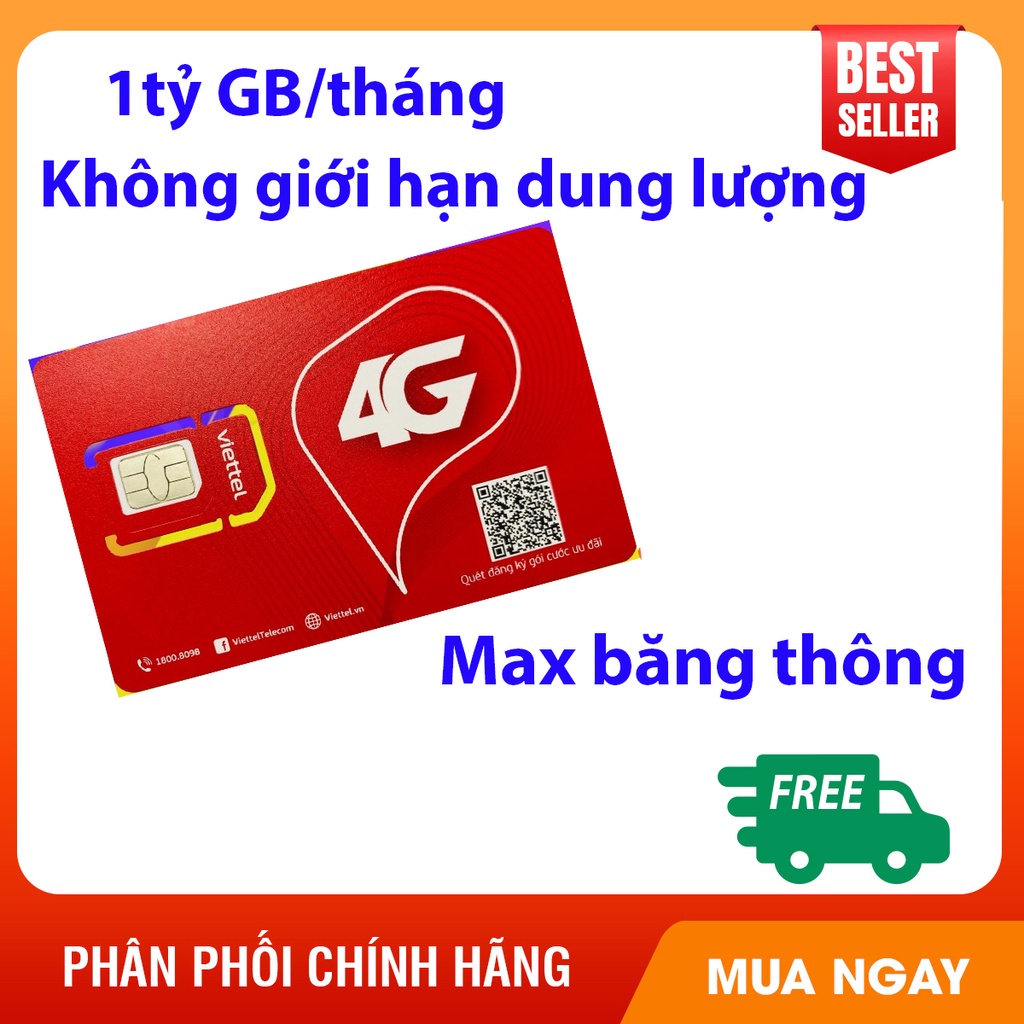 1tỷ GB/tháng
BEST
SELLER
Không giới hạn dung lượng
4G
viettel
Quét đăng ký gói cước ưu đãi
1800.8098
ViettelTelecom
Viettel.vn
Max băng thông
FREE
PHÂN PHỐI CHÍNH HÃNG
MUA NGAY